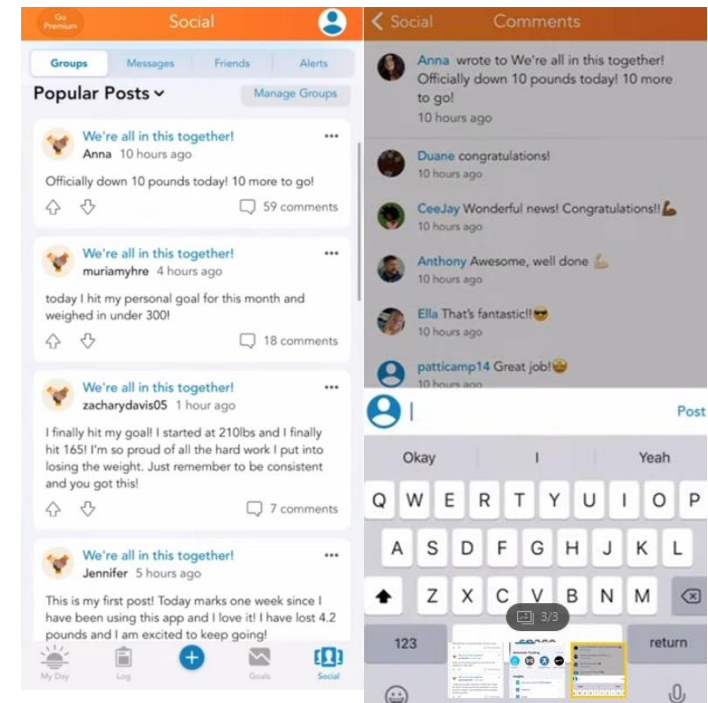 Go
Premium
Social
Groups
Messages
Friends
Alerts
Popular Posts
Manage Groups
We're all in this together!
Anna 10 hours ago
Officially down 10 pounds today! 10 more to go!
59 comments
We're all in this together!
muriamyhre 4 hours ago
today I hit my personal goal for this month and
weighed in under 300!
18 comments
We're all in this together!
zacharydavis05 1 hour ago
I finally hit my goal! I started at 210lbs and I finally
hit 165! I'm so proud of all the hard work I put into
losing the weight. Just remember to be consistent
and you got this!
7 comments
We're all in this together!
Jennifer 5 hours ago
This is my first post! Today marks one week since I
have been using this app and I love it! I have lost 4.2
pounds and I am excited to keep going!
My Day
Log
Goals
Social
Social
Comments
Anna wrote to We're all in this together!
Officially down 10 pounds today! 10 more
to go!
10 hours ago
Duane congratulations!
10 hours ago
CeeJay Wonderful news! Congratulations!!💪🏾
10 hours ago
Anthony Awesome, well done 💪🏻
10 hours ago
Ella That's fantastic!!😎
10 hours ago
patticamp14 Great job!🤩
10 hours ago
Post
Okay
I
Yeah
Q W E R T Y U I O P
A S D F G H J K L
Z X C V B N M
3/3
123
space
return